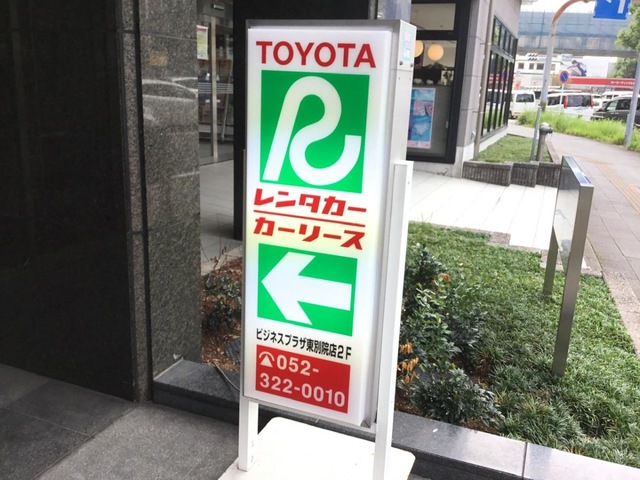 TOYOTA
R
レンタカー
カーリース
ビジネスプラザ東別院店2F
☎052-
322-0010